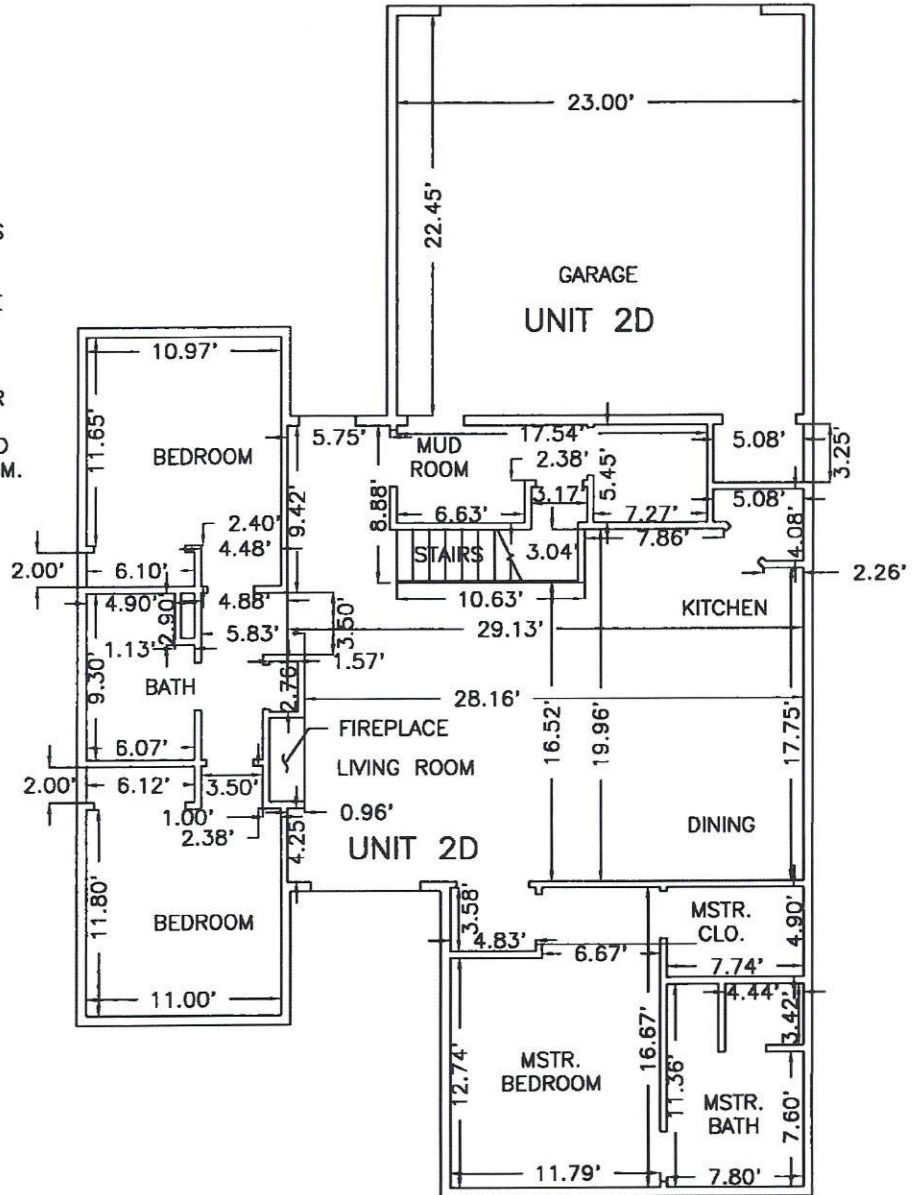 23.00'
22.45'
GARAGE
UNIT 2D
S
R
M.
10.97'
11.65'
BEDROOM
5.75'
MUD
ROOM
17.54'
5.08'
3.25'
2.38'
5.45'
9.42'
8.88'
3.17'
6.63'
7.27'
5.08'
4.08'
2.40'
4.48'
STAIRS
3.04'
7.86'
2.00'
6.10'
2.26'
4.90'
4.88'
10.63'
KITCHEN
2.90'
5.83'
3.50'
29.13'
1.13'
1.57'
9.30'
BATH
2.76'
28.16'
FIREPLACE
16.52'
19.96'
17.75'
6.07'
LIVING ROOM
2.00'
6.12'
3.50'
1.00'
0.96'
2.38'
4.25'
DINING
UNIT 2D
11.80'
BEDROOM
3.58'
MSTR.
CLO.
4.90'
4.83'
6.67'
7.74'
11.00'
4.44'
3.42'
12.74'
MSTR.
BEDROOM
16.67'
11.36'
MSTR.
BATH
7.60'
11.79'
7.80'